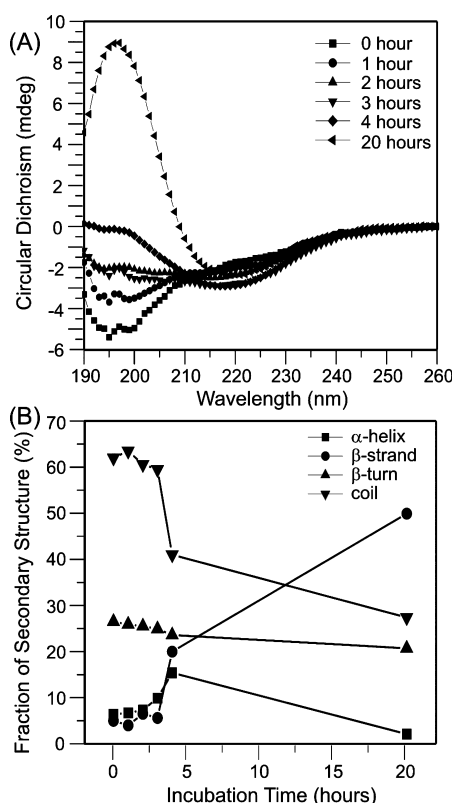 (A)
10
8
6
4
2
0
-2
-4
-6
Circular Dichroism (mdeg)
0 hour
1 hour
2 hours
3 hours
4 hours
20 hours
190 200 210 220 230 240 250 260
Wavelength (nm)
(B)
70
60
50
40
30
20
10
0
Fraction of Secondary Structure (%)
α-helix
β-strand
β-turn
coil
0 5 10 15 20
Incubation Time (hours)